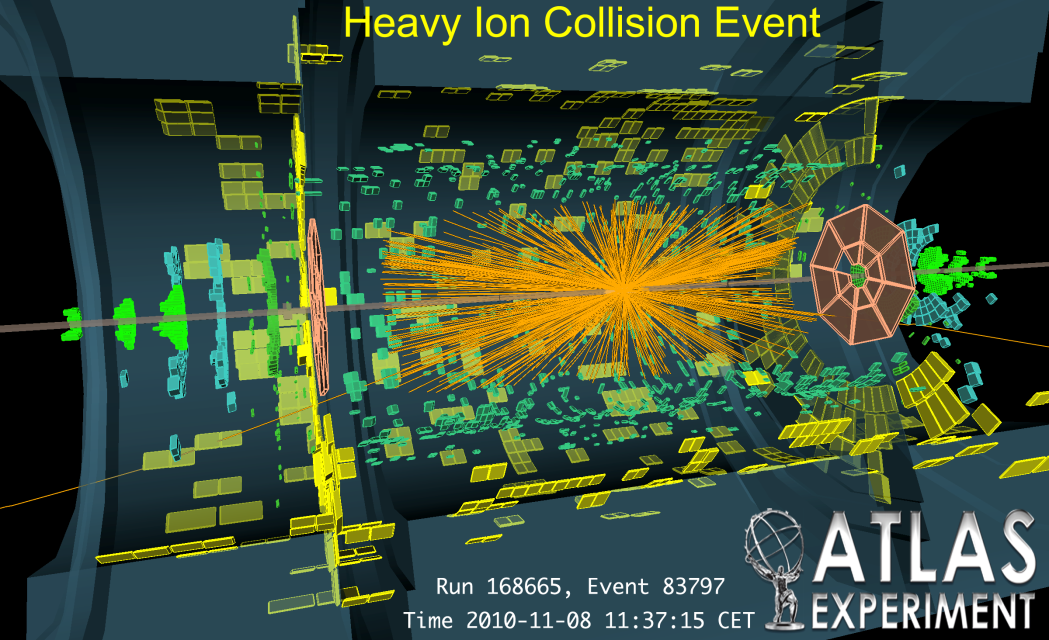 Heavy Ion Collision Event
Run 168665, Event 83797
Time 2010-11-08 11:37:15 CET
ATLAS
EXPERIMENT